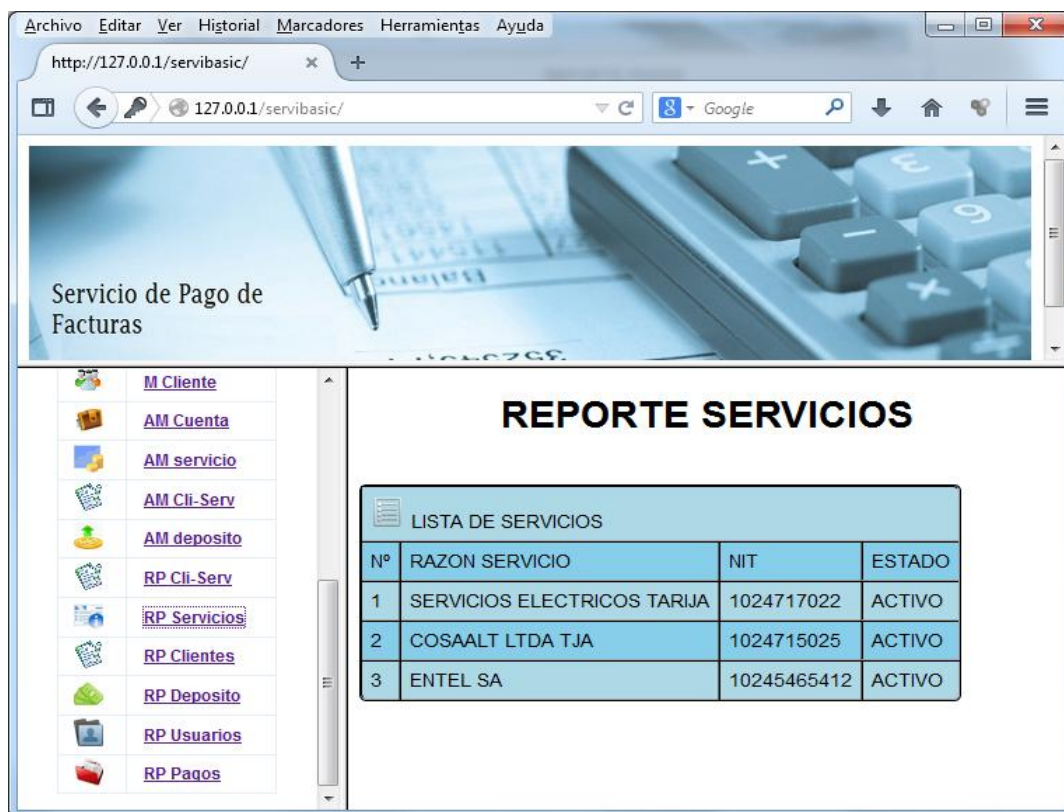 Archivo Editar Ver Historial Marcadores Herramientas Ayuda
http://127.0.0.1/servibasic/
127.0.0.1/servibasic/
Google
Servicio de Pago de
Facturas
M Cliente
AM Cuenta
AM servicio
AM Cli-Serv
AM deposito
RP Cli-Serv
RP Servicios
RP Clientes
RP Deposito
RP Usuarios
RP Pagos
REPORTE SERVICIOS
LISTA DE SERVICIOS
Nº RAZON SERVICIO NIT ESTADO
1 SERVICIOS ELECTRICOS TARIJA 1024717022 ACTIVO
2 COSAALT LTDA TJA 1024715025 ACTIVO
3 ENTEL SA 10245465412 ACTIVO